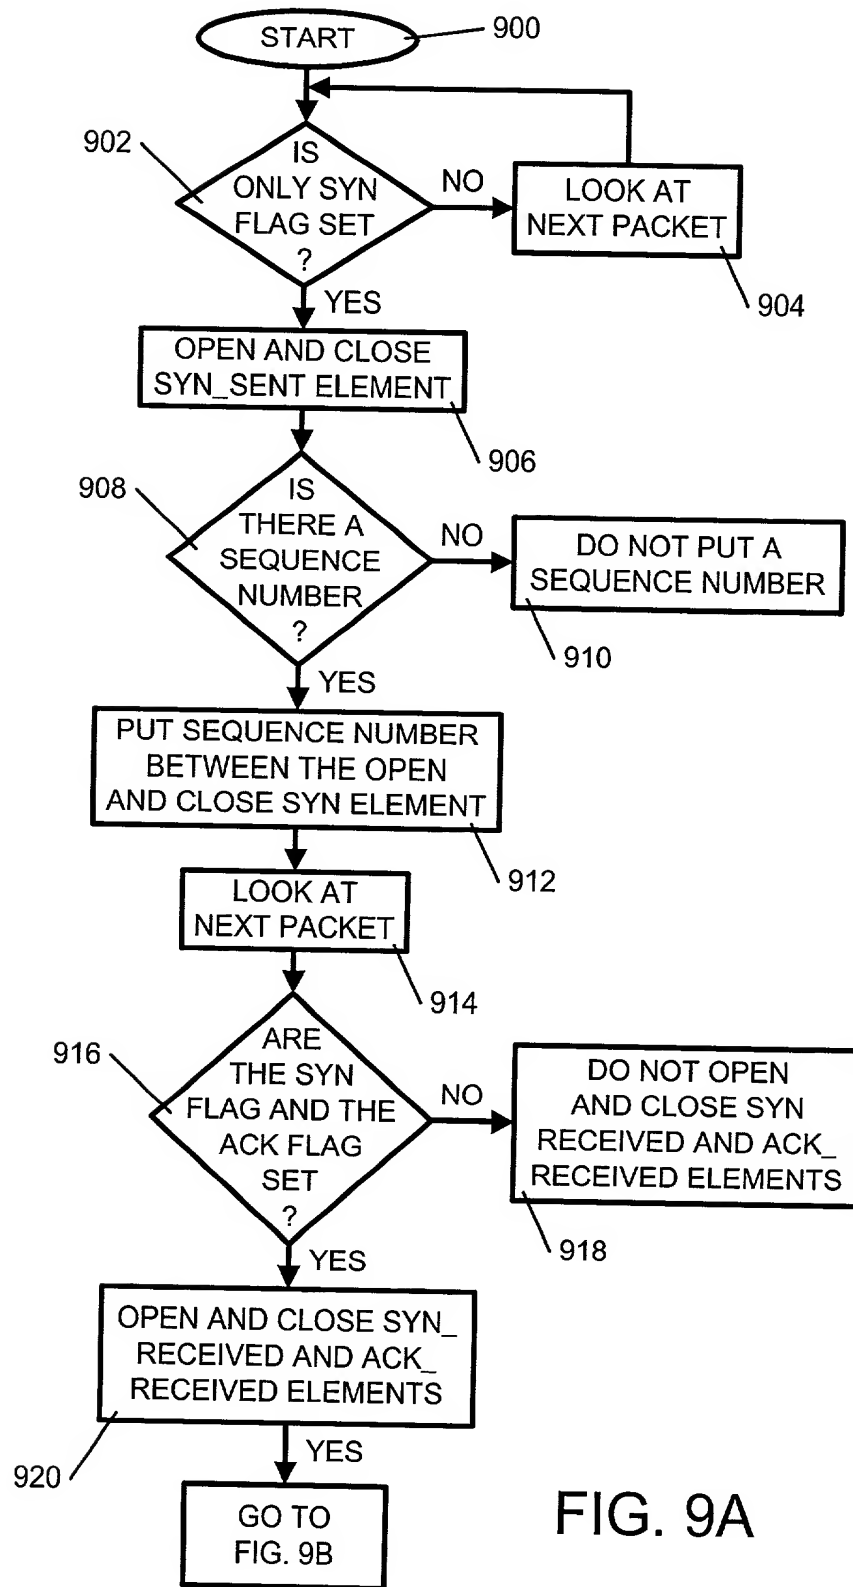 START
900
902
IS
ONLY SYN
FLAG SET
?
NO
LOOK AT
NEXT PACKET
904
YES
OPEN AND CLOSE
SYN_SENT ELEMENT
906
908
IS
THERE A
SEQUENCE
NUMBER
?
NO
DO NOT PUT A
SEQUENCE NUMBER
910
YES
PUT SEQUENCE NUMBER
BETWEEN THE OPEN
AND CLOSE SYN ELEMENT
912
LOOK AT
NEXT PACKET
914
916
ARE
THE SYN
FLAG AND THE
ACK FLAG
SET
?
NO
DO NOT OPEN
AND CLOSE SYN
RECEIVED AND ACK_
RECEIVED ELEMENTS
918
YES
OPEN AND CLOSE SYN_
RECEIVED AND ACK_
RECEIVED ELEMENTS
920
YES
GO TO
FIG. 9B
FIG. 9A